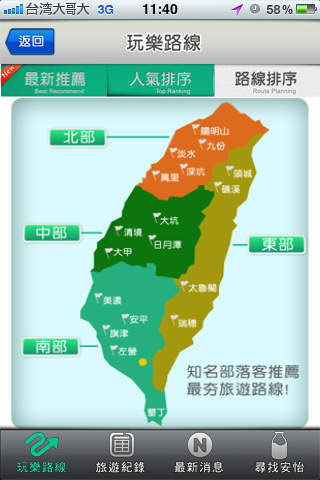 台湾大哥大 3G 11:40 58%
返回
玩樂路線
New
最新推薦
Best Recommend
人氣排序
Top Ranking
路線排序
Route Planning
北部
陽明山
淡水
九份
萬里
深坑
頭城
礁溪
中部
大坑
清境
大甲
日月潭
東部
太魯閣
瑞穗
南部
美濃
安平
旗津
左營
墾丁
知名部落客推薦
最夯旅遊路線!
玩樂路線
旅遊紀錄
最新消息
尋找安怡